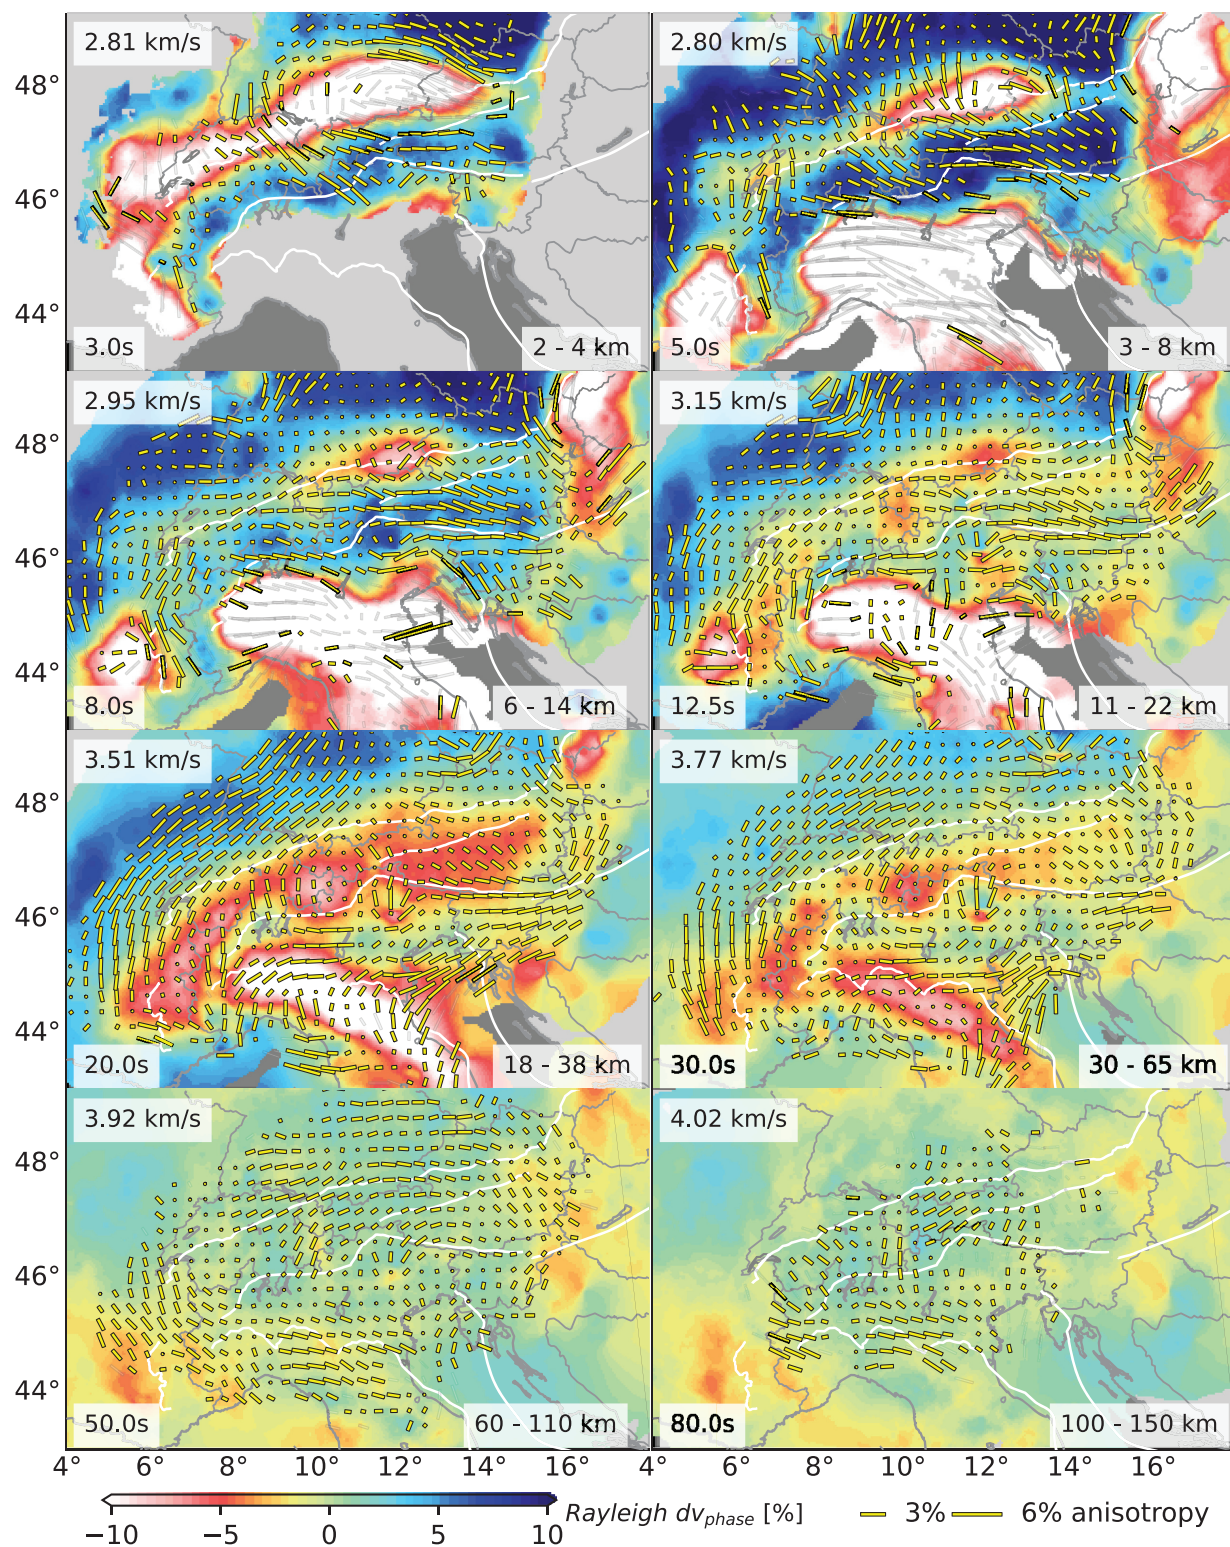 2.81 km/s
2.80 km/s
48°
46°
44°
3.0s
2 - 4 km
5.0s
3 - 8 km
2.95 km/s
3.15 km/s
48°
46°
44°
8.0s
6 - 14 km
12.5s
11 - 22 km
3.51 km/s
3.77 km/s
48°
46°
44°
20.0s
18 - 38 km
30.0s
30 - 65 km
3.92 km/s
4.02 km/s
48°
46°
44°
50.0s
60 - 110 km
80.0s
100 - 150 km
4° 6° 8° 10° 12° 14° 16° 4° 6° 8° 10° 12° 14° 16°
Rayleigh dv_phase [%] 3% 6% anisotropy
−10 −5 0 5 10